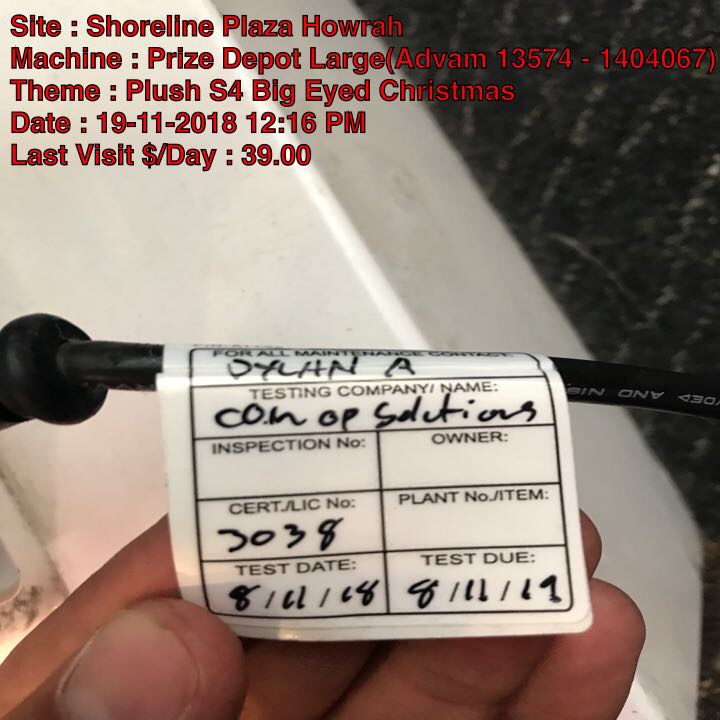 Site : Shoreline Plaza Howrah
Machine : Prize Depot Large(Advam 13574 - 1404067)
Theme : Plush S4 Big Eyed Christmas
Date : 19-11-2018 12:16 PM
Last Visit $/Day : 39.00
FOR ALL MAINTENANCE CONTACT:
DYLAN A
TESTING COMPANY/ NAME:
COin op Solutions
INSPECTION No:
OWNER:
CERT./LIC No:
PLANT No./ITEM:
3038
TEST DATE:
TEST DUE:
8/11/18
8/11/19
AND